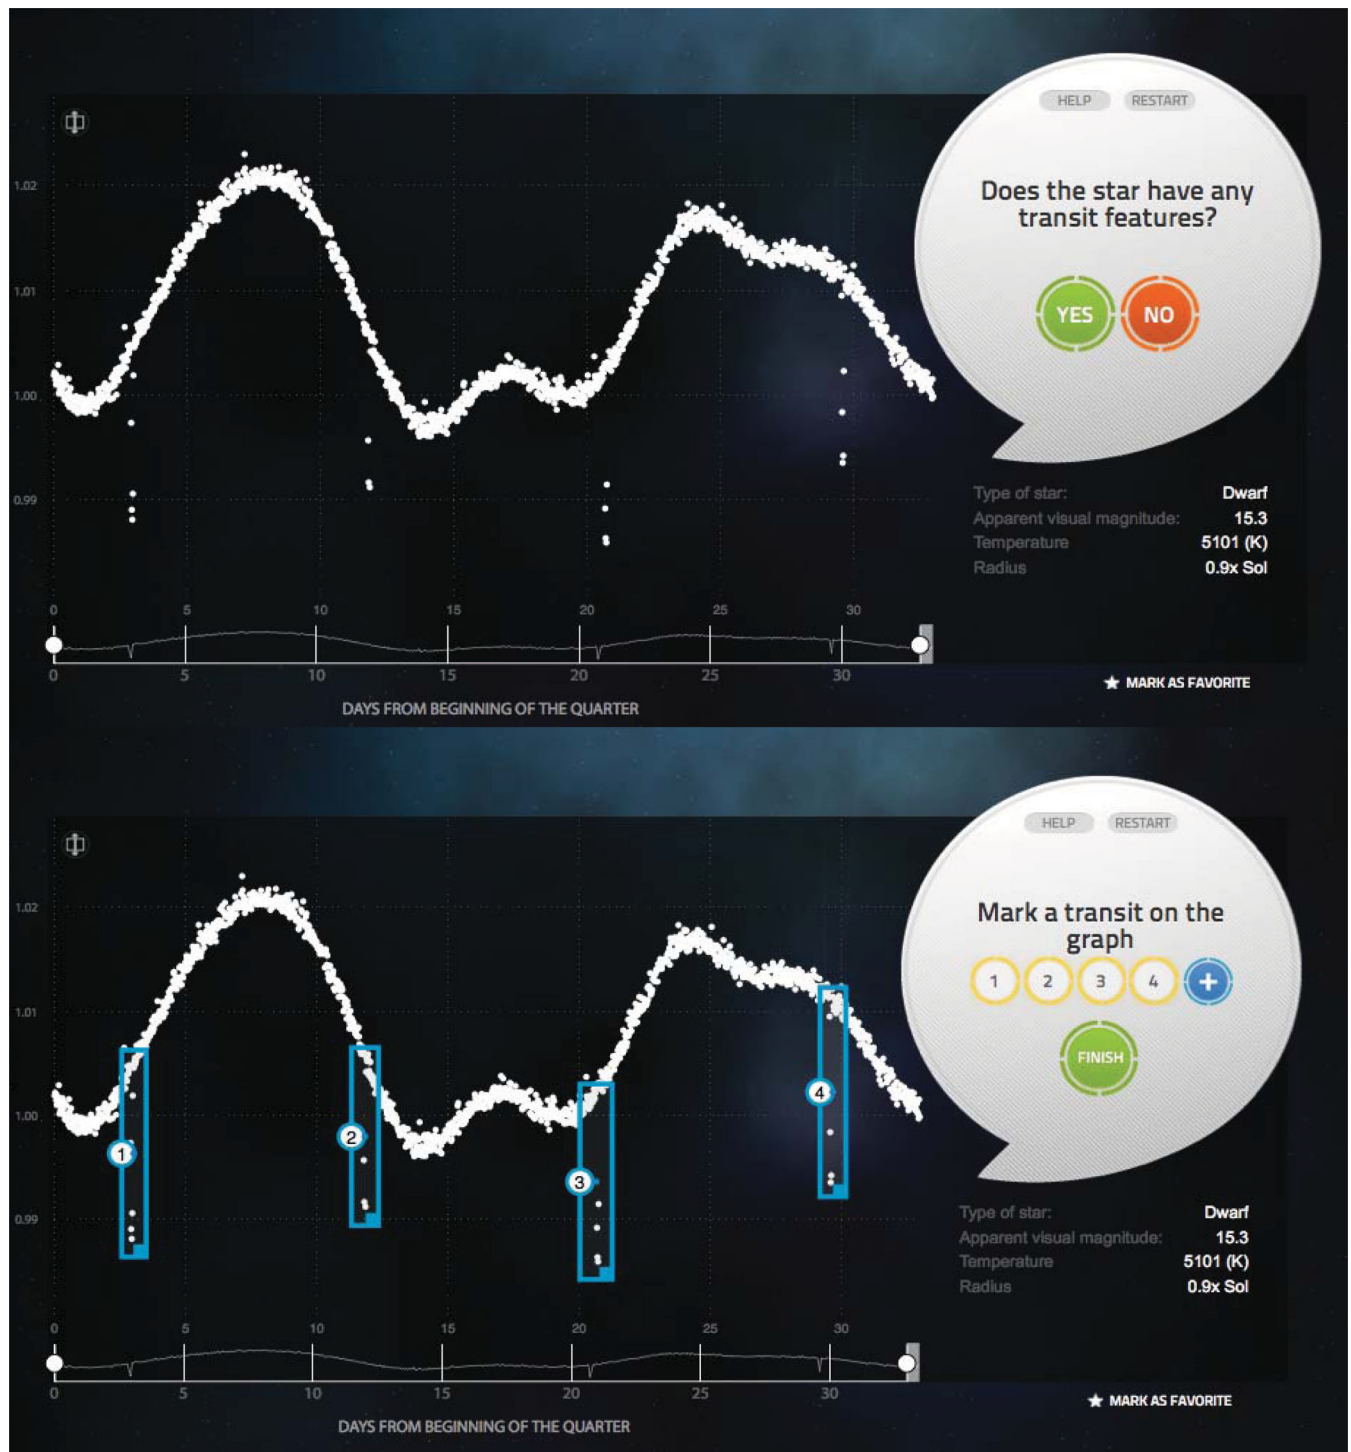 HELP RESTART
Does the star have any
transit features?
YES NO
1.02
1.01
1.00
0.99
Type of star: Dwarf
Apparent visual magnitude: 15.3
Temperature 5101 (K)
Radius 0.9x Sol
0 5 10 15 20 25 30
0 5 10 15 20 25 30
MARK AS FAVORITE
DAYS FROM BEGINNING OF THE QUARTER
HELP RESTART
Mark a transit on the
graph
1 2 3 4 +
FINISH
1.02
1.01
1.00
0.99
1
2
3
4
Type of star: Dwarf
Apparent visual magnitude: 15.3
Temperature 5101 (K)
Radius 0.9x Sol
0 5 10 15 20 25 30
0 5 10 15 20 25 30
MARK AS FAVORITE
DAYS FROM BEGINNING OF THE QUARTER